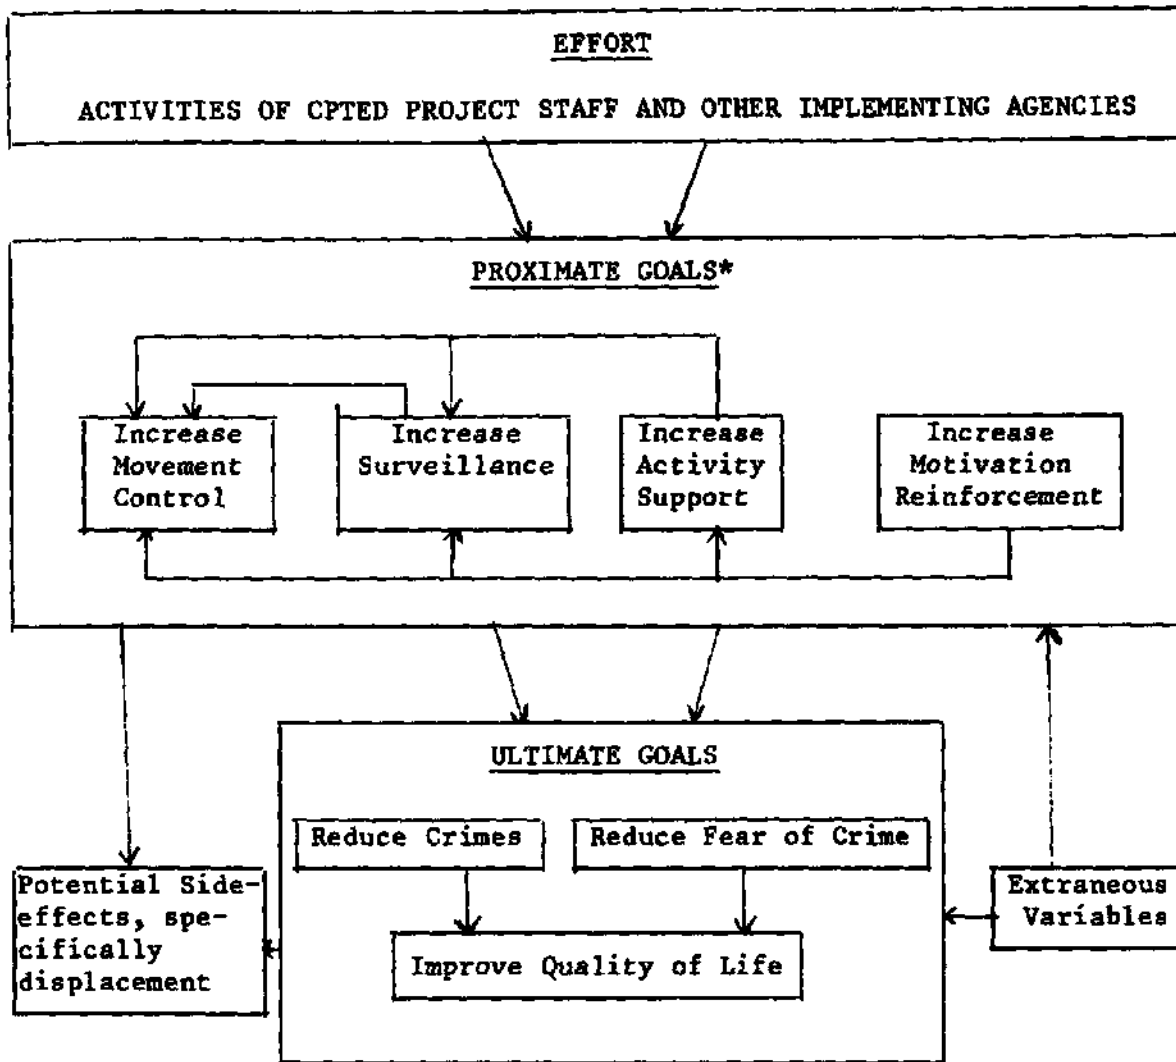 EFFORT
ACTIVITIES OF CPTED PROJECT STAFF AND OTHER IMPLEMENTING AGENCIES
PROXIMATE GOALS*
Increase
Movement
Control
Increase
Surveillance
Increase
Activity
Support
Increase
Motivation
Reinforcement
ULTIMATE GOALS
Reduce Crimes
Reduce Fear of Crime
Improve Quality of Life
Potential Side-
effects, spe-
cifically
displacement
Extraneous
Variables